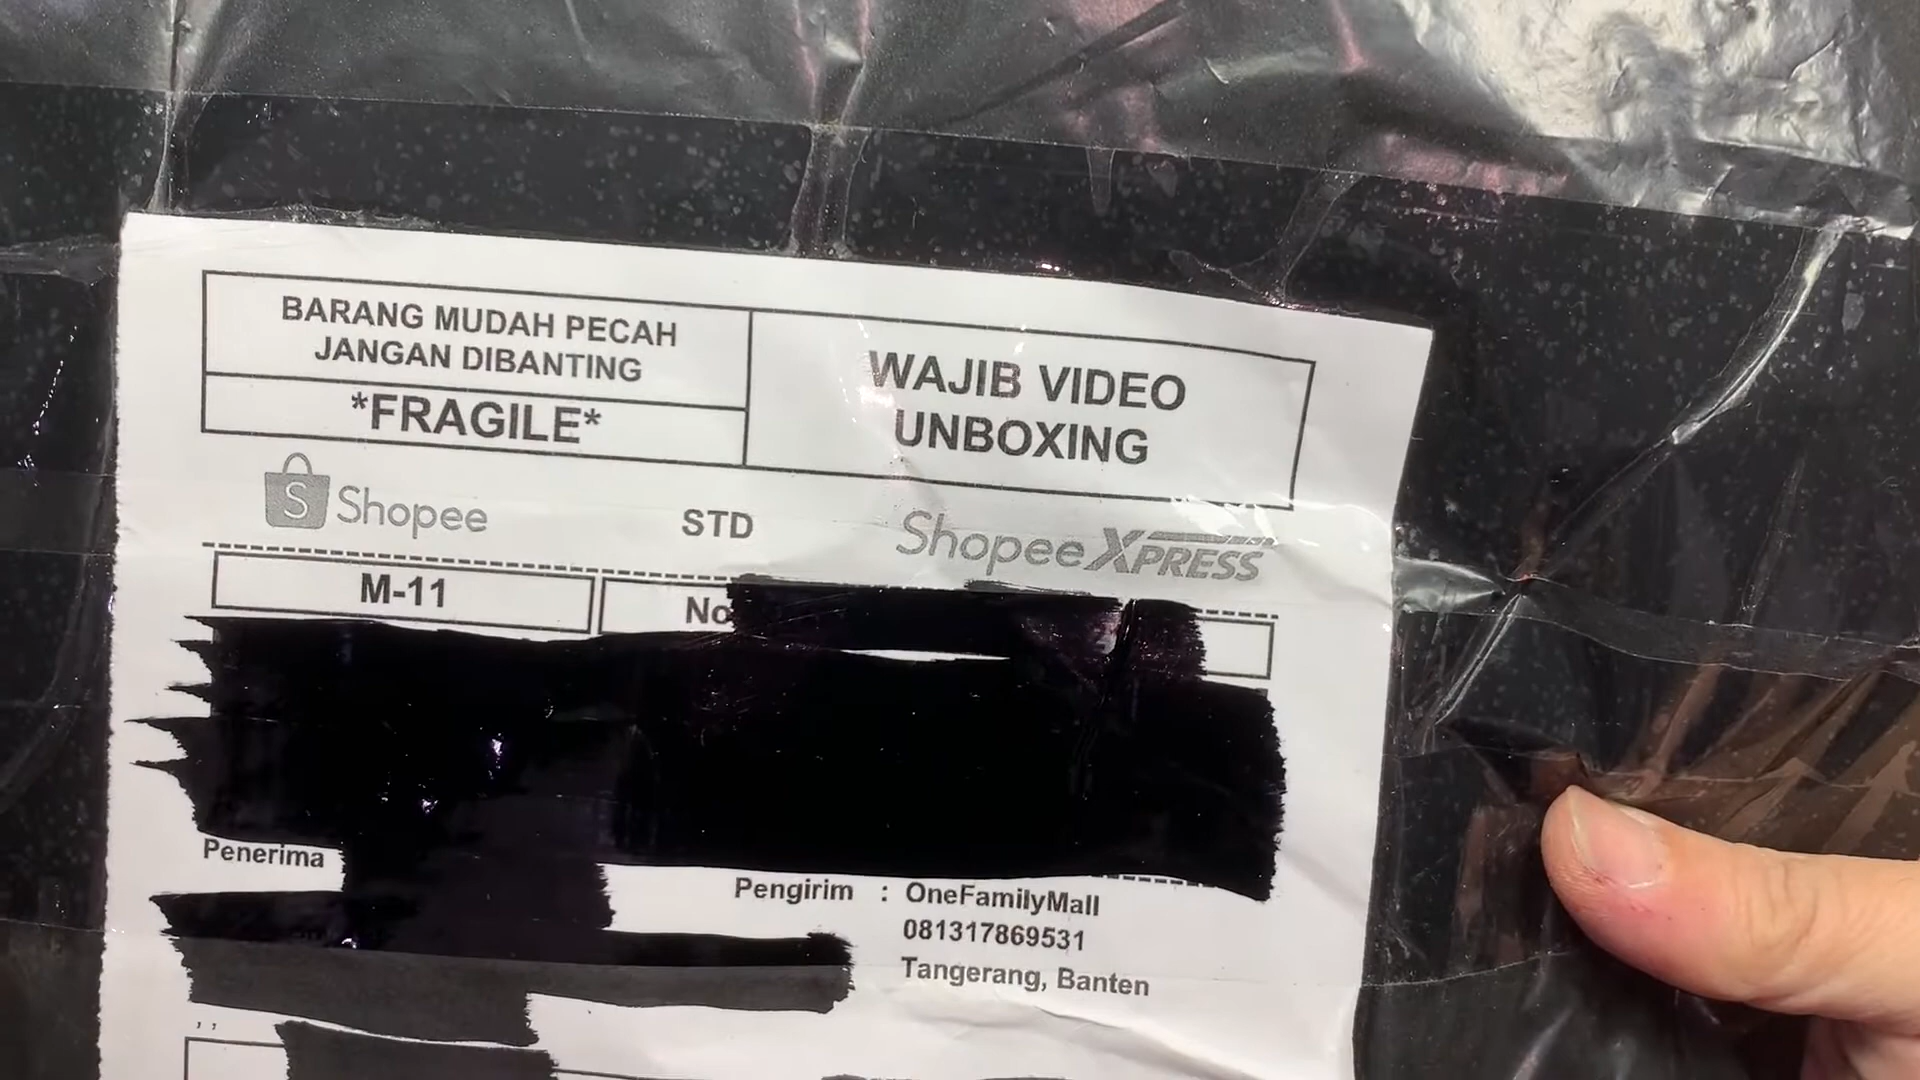 BARANG MUDAH PECAH
JANGAN DIBANTING
*FRAGILE*
WAJIB VIDEO
UNBOXING
S Shopee
STD
ShopeeXPRESS
M-11
No
Penerima
Pengirim : OneFamilyMall
081317869531
Tangerang, Banten
, ,